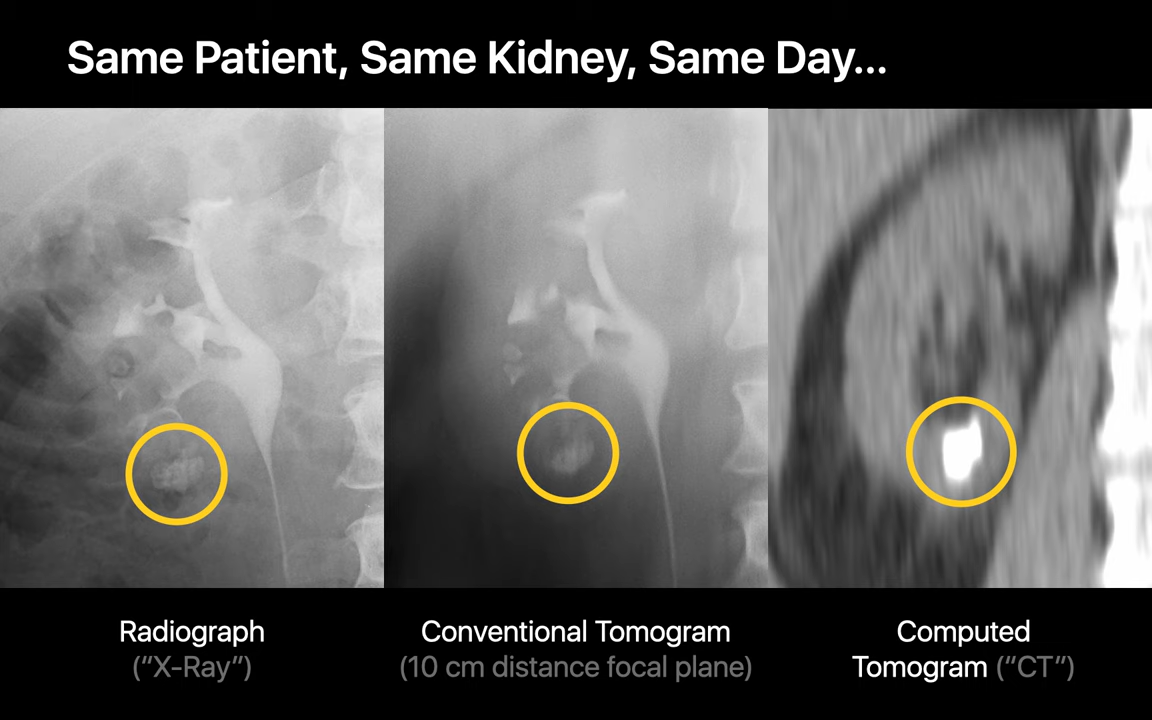 Same Patient, Same Kidney, Same Day...
Radiograph
(“X-Ray”)
Conventional Tomogram
(10 cm distance focal plane)
Computed
Tomogram (“CT”)